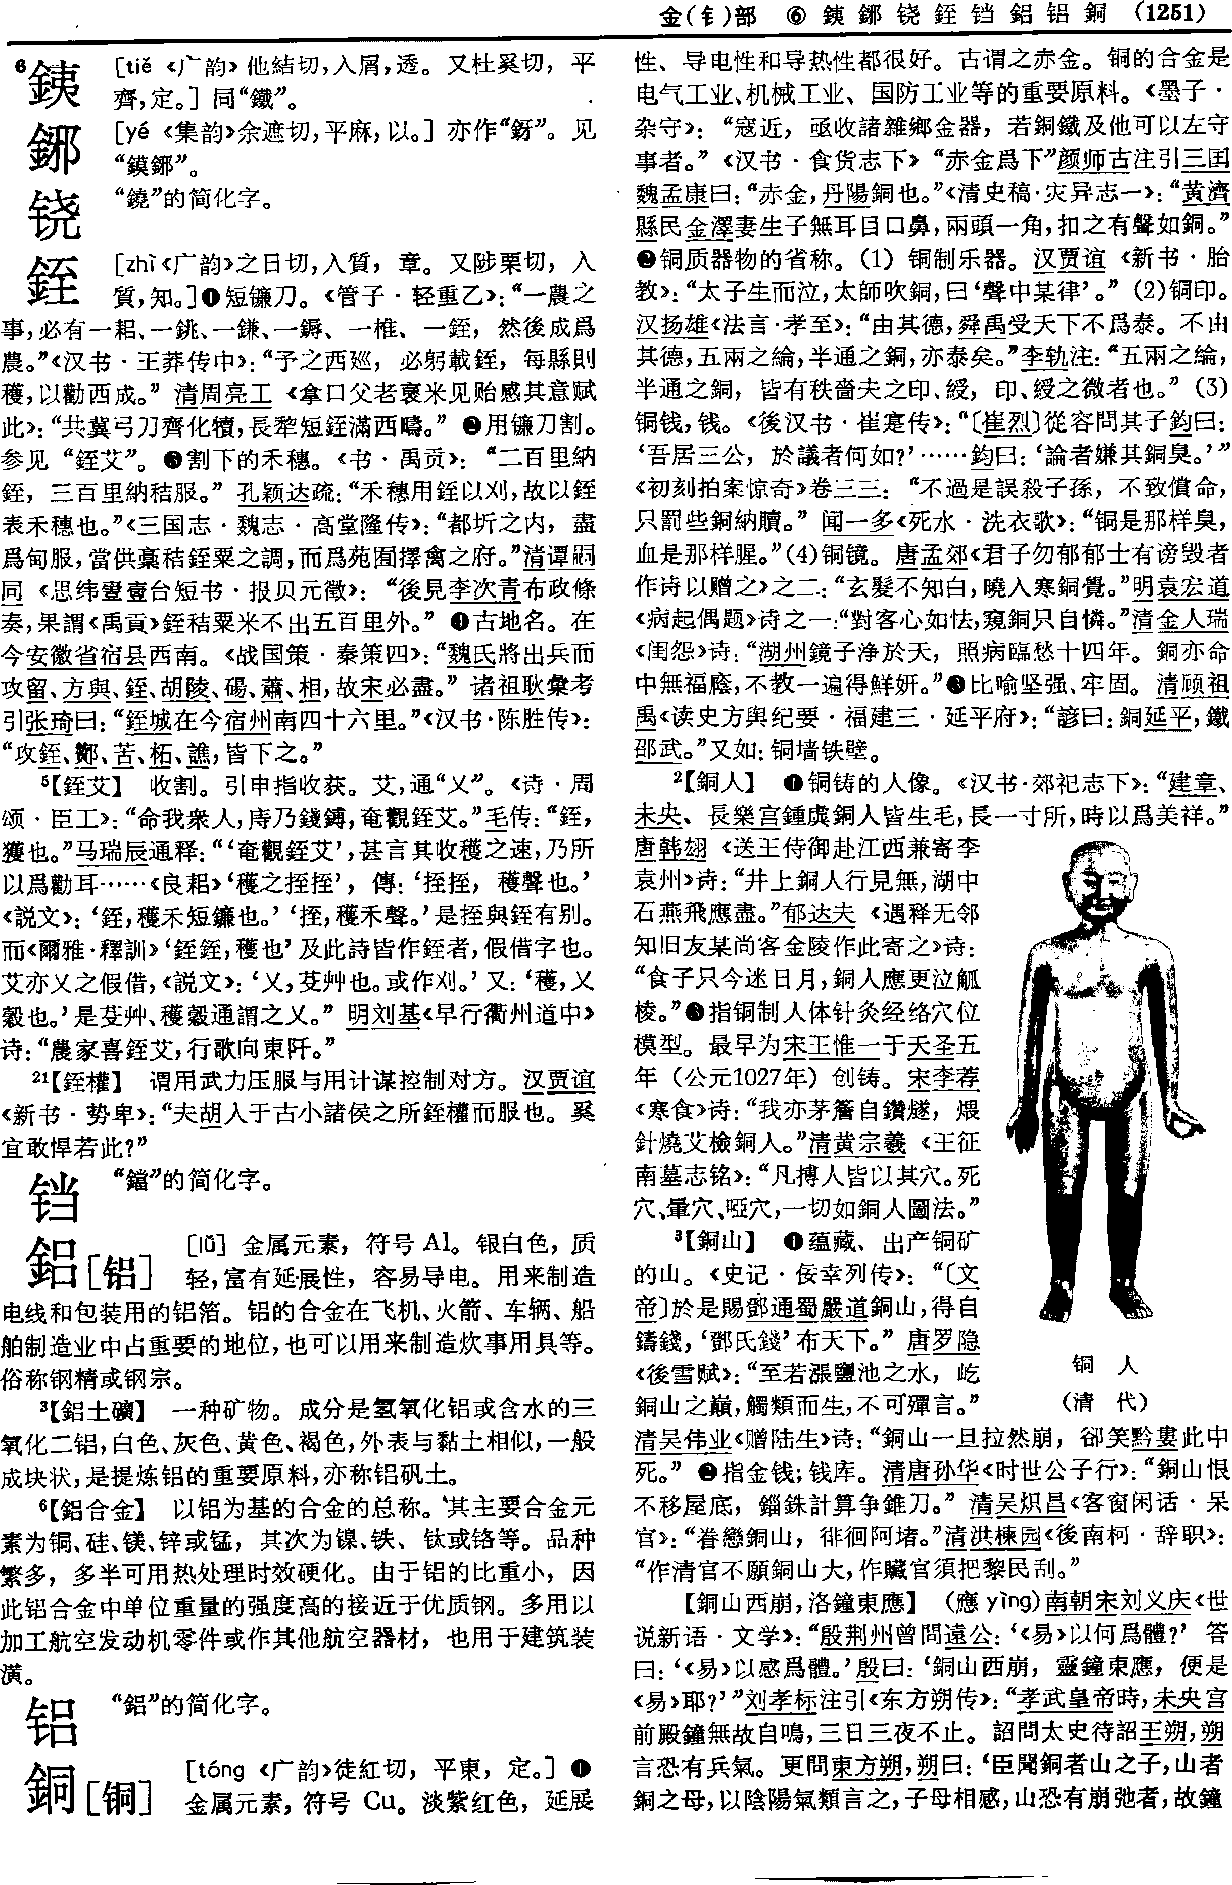 金(钅)部 ⑥ 銕 鎁 铙 銍 铛 鋁 铝 銅 (1251)
⁶銕 [tiě《广韵》他結切,入屑,透。又杜奚切,平
齊,定。]同“鐵”。
鎁 [yé《集韵》余遮切,平麻,以。]亦作“釾”。见
“鏌鎁”。
铙 “鐃”的简化字。
銍 [zhì《广韵》之日切,入質,章。又陟栗切,入
質,知。]❶短镰刀。《管子·轻重乙》:“一農之
事,必有一耜、一銚、一鎌、一鎒、一椎、一銍,然後成爲
農。”《汉书·王莽传中》:“予之西巡,必躬載銍,每縣則
穫,以勸西成。”清周亮工《拿口父老裒米见贻感其意赋
此》:“共冀弓刀齊化犢,長犂短銍滿西疇。”❷用镰刀割。
参见“銍艾”。❸割下的禾穗。《书·禹贡》:“二百里納
銍,三百里納秸服。”孔颖达疏:“禾穗用銍以刈,故以銍
表禾穗也。”《三国志·魏志·高堂隆传》:“都圻之内,盡
爲甸服,當供藁秸銍粟之調,而爲苑囿擇禽之府。”清谭嗣
同《思纬壹壹台短书·报贝元徵》:“後見李次青布政條
奏,果謂《禹貢》銍秸粟米不出五百里外。”❹古地名。在
今安徽省宿县西南。《战国策·秦策四》:“魏氏將出兵而
攻留、方與、銍、胡陵、碭、蕭、相,故宋必盡。”诸祖耿彙考
引张琦曰:“銍城在今宿州南四十六里。”《汉书·陈胜传》:
“攻銍、酇、苦、柘、譙,皆下之。”
⁵【銍艾】 收割。引申指收获。艾,通“乂”。《诗·周
颂·臣工》:“命我衆人,庤乃錢鎛,奄觀銍艾。”毛传:“銍,
獲也。”马瑞辰通释:“‘奄觀銍艾’,甚言其收穫之速,乃所
以爲勸耳……《良耜》‘穫之挃挃’,傳:‘挃挃,穫聲也。’
《説文》:‘銍,穫禾短鐮也。’‘挃,穫禾聲。’是挃與銍有别。
而《爾雅·釋訓》‘銍銍,穫也’及此詩皆作銍者,假借字也。
艾亦乂之假借,《説文》:‘乂,芟艸也。或作刈。’又:‘穫,乂
穀也。’是芟艸、穫穀通謂之乂。”明刘基《早行衢州道中》
诗:“農家喜銍艾,行歌向東阡。”
²¹【銍權】 谓用武力压服与用计谋控制对方。汉贾谊
《新书·势卑》:“夫胡入于古小諸侯之所銍權而服也。奚
宜敢悍若此?”
铛 “鐺”的简化字。
鋁[铝] [lǚ]金属元素,符号Al。银白色,质
轻,富有延展性,容易导电。用来制造
电线和包装用的铝箔。铝的合金在飞机、火箭、车辆、船
舶制造业中占重要的地位,也可以用来制造炊事用具等。
俗称钢精或钢宗。
³【鋁土礦】 一种矿物。成分是氢氧化铝或含水的三
氧化二铝,白色、灰色、黄色、褐色,外表与黏土相似,一般
成块状,是提炼铝的重要原料,亦称铝矾土。
⁶【鋁合金】 以铝为基的合金的总称。其主要合金元
素为铜、硅、镁、锌或锰,其次为镍、铁、钛或铬等。品种
繁多,多半可用热处理时效硬化。由于铝的比重小,因
此铝合金中单位重量的强度高的接近于优质钢。多用以
加工航空发动机零件或作其他航空器材,也用于建筑装
潢。
铝 “鋁”的简化字。
銅[铜] [tóng《广韵》徒紅切,平東,定。]❶
金属元素,符号Cu。淡紫红色,延展
性、导电性和导热性都很好。古谓之赤金。铜的合金是
电气工业、机械工业、国防工业等的重要原料。《墨子·
杂守》:“寇近,亟收諸雜鄉金器,若銅鐵及他可以左守
事者。”《汉书·食货志下》“赤金爲下”颜师古注引三国
魏孟康曰:“赤金,丹陽銅也。”《清史稿·灾异志一》:“黄濟
縣民金澤妻生子無耳目口鼻,兩頭一角,扣之有聲如銅。”
❷铜质器物的省称。(1)铜制乐器。汉贾谊《新书·胎
教》:“太子生而泣,太師吹銅,曰‘聲中某律’。”(2)铜印。
汉扬雄《法言·孝至》:“由其德,舜禹受天下不爲泰。不由
其德,五兩之綸,半通之銅,亦泰矣。”李轨注:“五兩之綸,
半通之銅,皆有秩嗇夫之印、綬,印、綬之微者也。”(3)
铜钱,钱。《後汉书·崔寔传》:“〔崔烈〕從容問其子鈞曰:
‘吾居三公,於議者何如?’……鈞曰:‘論者嫌其銅臭。’”
《初刻拍案惊奇》卷三三:“不過是誤殺子孫,不致償命,
只罰些銅納贖。”闻一多《死水·洗衣歌》:“铜是那样臭,
血是那样腥。”(4)铜镜。唐孟郊《君子勿郁郁士有谤毁者
作诗以赠之》之二:“玄髮不知白,曉入寒銅覺。”明袁宏道
《病起偶题》诗之一:“對客心如怯,窺銅只自憐。”清金人瑞
《闺怨》诗:“湖州鏡子净於天,照病臨愁十四年。銅亦命
中無福廕,不教一遍得鮮妍。”❸比喻坚强、牢固。清顾祖
禹《读史方舆纪要·福建三·延平府》:“諺曰:銅延平,鐵
邵武。”又如:铜墙铁壁。
²【銅人】 ❶铜铸的人像。《汉书·郊祀志下》:“建章、
未央、長樂宫鍾虡銅人皆生毛,長一寸所,時以爲美祥。”
唐韩翃《送王侍御赴江西兼寄李
袁州》诗:“井上銅人行見無,湖中
石燕飛應盡。”郁达夫《遇释无邻
知旧友某尚客金陵作此寄之》诗:
“食子只今迷日月,銅人應更泣觚
棱。”❸指铜制人体针灸经络穴位
模型。最早为宋王惟一于天圣五
年(公元1027年)创铸。宋李荐
《寒食》诗:“我亦茅簷自鑽燧,煨
針燒艾檢銅人。”清黄宗羲《王征
南墓志铭》:“凡搏人皆以其穴。死
穴、暈穴、啞穴,一切如銅人圖法。”
³【銅山】 ❶蕴藏、出产铜矿
的山。《史记·佞幸列传》:“〔文
帝〕於是賜鄧通蜀嚴道銅山,得自
鑄錢,‘鄧氏錢’布天下。”唐罗隐
《後雪赋》:“至若漲鹽池之水,屹
銅山之巔,觸類而生,不可殫言。”
铜 人
(清 代)
清吴伟业《赠陆生》诗:“銅山一旦拉然崩,卻笑黔婁此中
死。”❷指金钱;钱库。清唐孙华《时世公子行》:“銅山恨
不移屋底,錙銖計算争錐刀。”清吴炽昌《客窗闲话·呆
官》:“眷戀銅山,徘徊阿堵。”清洪楝园《後南柯·辞职》:
“作清官不願銅山大,作贓官須把黎民刮。”
【銅山西崩,洛鐘東應】 (應yìng)南朝宋刘义庆《世
说新语·文学》:“殷荆州曾問遠公:‘《易》以何爲體?’答
曰:‘《易》以感爲體。’殷曰:‘銅山西崩,靈鐘東應,便是
《易》耶?’”刘孝标注引《东方朔传》:“孝武皇帝時,未央宫
前殿鐘無故自鳴,三日三夜不止。詔問太史待詔王朔,朔
言恐有兵氣。更問東方朔,朔曰:‘臣聞銅者山之子,山者
銅之母,以陰陽氣類言之,子母相感,山恐有崩弛者,故鐘